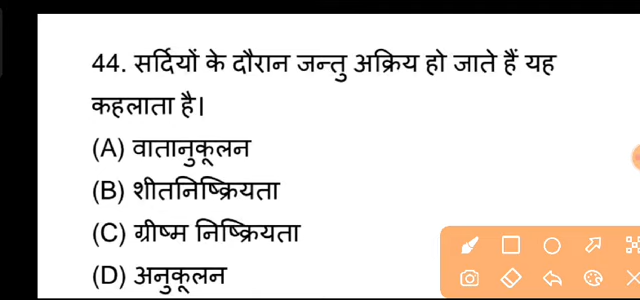 44. सर्दियों के दौरान जन्तु अक्रिय हो जाते हैं यह
कहलाता है।
(A) वातानुकूलन
(B) शीतनिष्क्रियता
(C) ग्रीष्म निष्क्रियता
(D) अनुकूलन